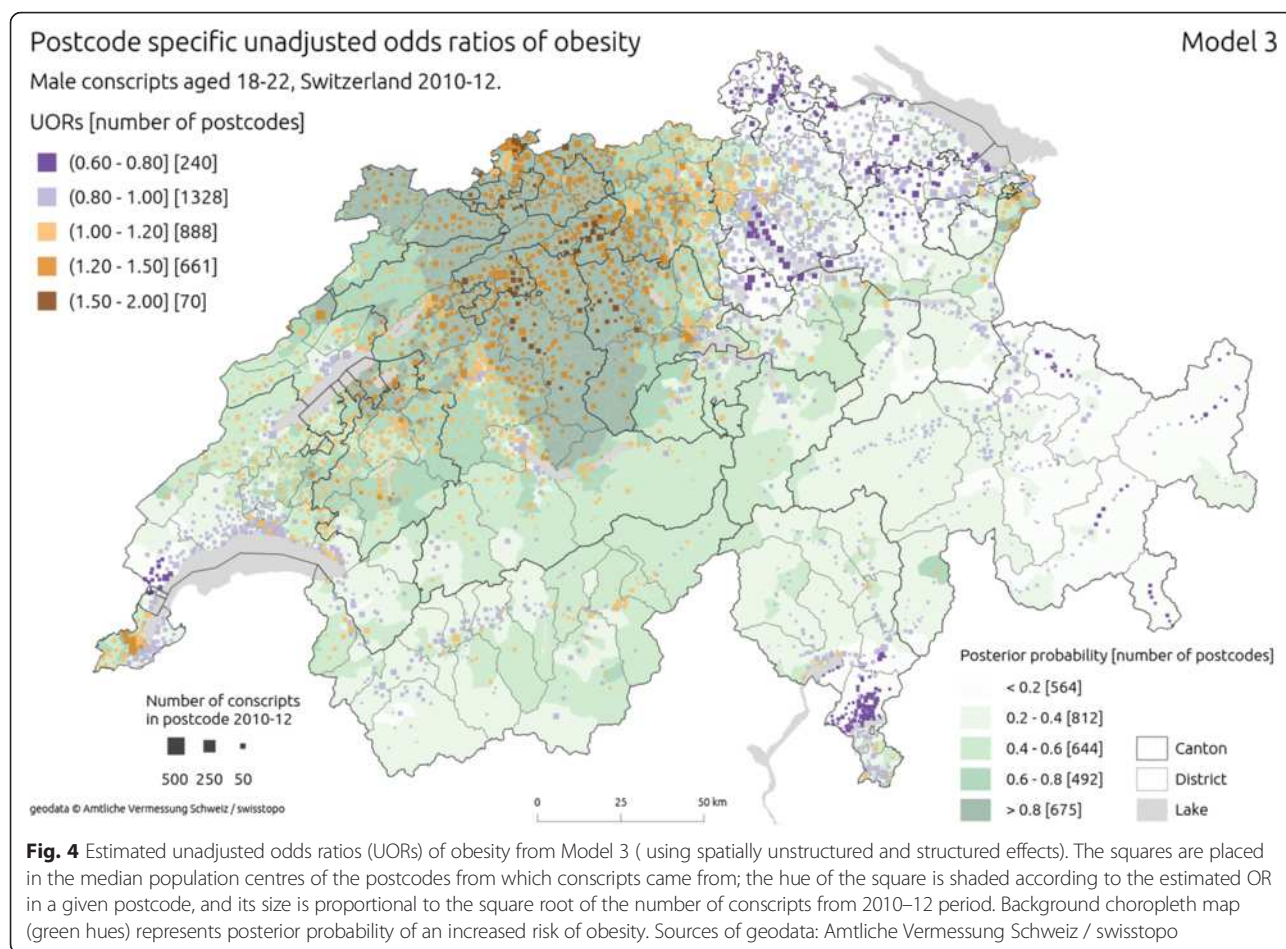 Postcode specific unadjusted odds ratios of obesity
Model 3
Male conscripts aged 18-22, Switzerland 2010-12.
UORs [number of postcodes]
(0.60 - 0.80] [240]
(0.80 - 1.00] [1328]
(1.00 - 1.20] [888]
(1.20 - 1.50] [661]
(1.50 - 2.00] [70]
Number of conscripts
in postcode 2010-12
500 250 50
geodata © Amtliche Vermessung Schweiz / swisstopo
0 25 50 km
Posterior probability [number of postcodes]
< 0.2 [564]
0.2 - 0.4 [812]
0.4 - 0.6 [644]
0.6 - 0.8 [492]
> 0.8 [675]
Canton
District
Lake
Fig. 4 Estimated unadjusted odds ratios (UORs) of obesity from Model 3 ( using spatially unstructured and structured effects). The squares are placed
in the median population centres of the postcodes from which conscripts came from; the hue of the square is shaded according to the estimated OR
in a given postcode, and its size is proportional to the square root of the number of conscripts from 2010–12 period. Background choropleth map
(green hues) represents posterior probability of an increased risk of obesity. Sources of geodata: Amtliche Vermessung Schweiz / swisstopo